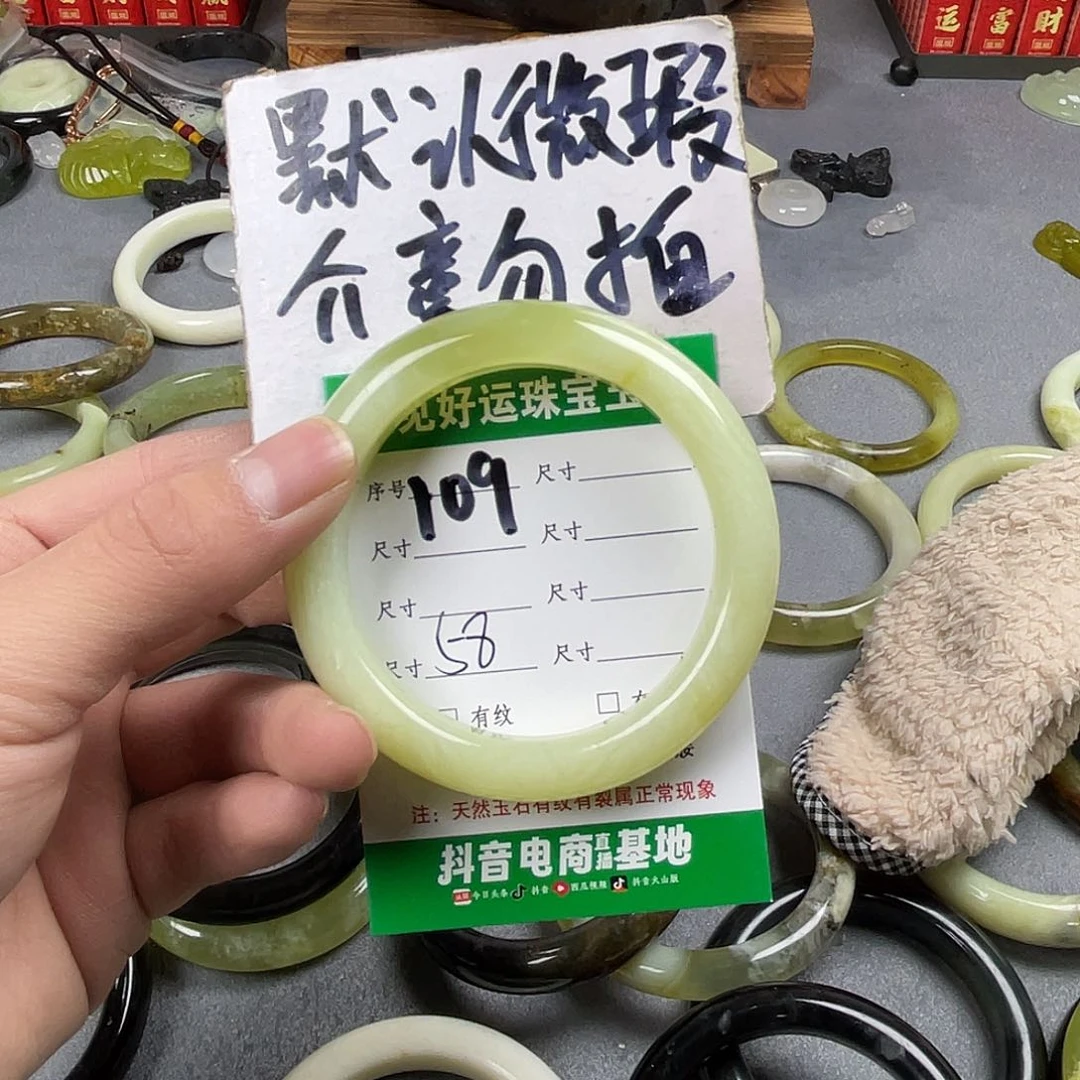 运 富 财
默认微瑕
介意勿拍
见好运珠宝
序号 109 尺寸
尺寸 尺寸
尺寸 尺寸
尺寸 58 尺寸
□ 有纹 □ 有
注：天然玉石有纹有裂属正常现象
抖音电商直播基地
今日头条 抖音 西瓜视频 抖音火山版